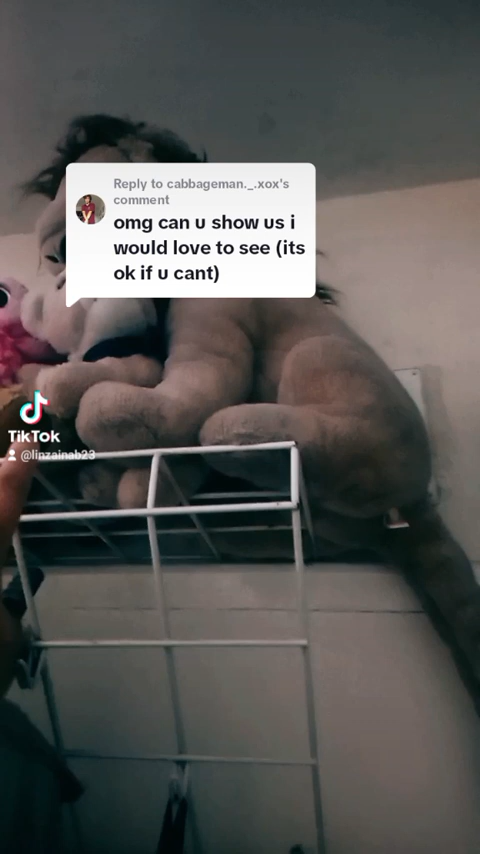 Reply to cabbageman._.xox's
comment
omg can u show us i
would love to see (its
ok if u cant)
TikTok
@linzainab23